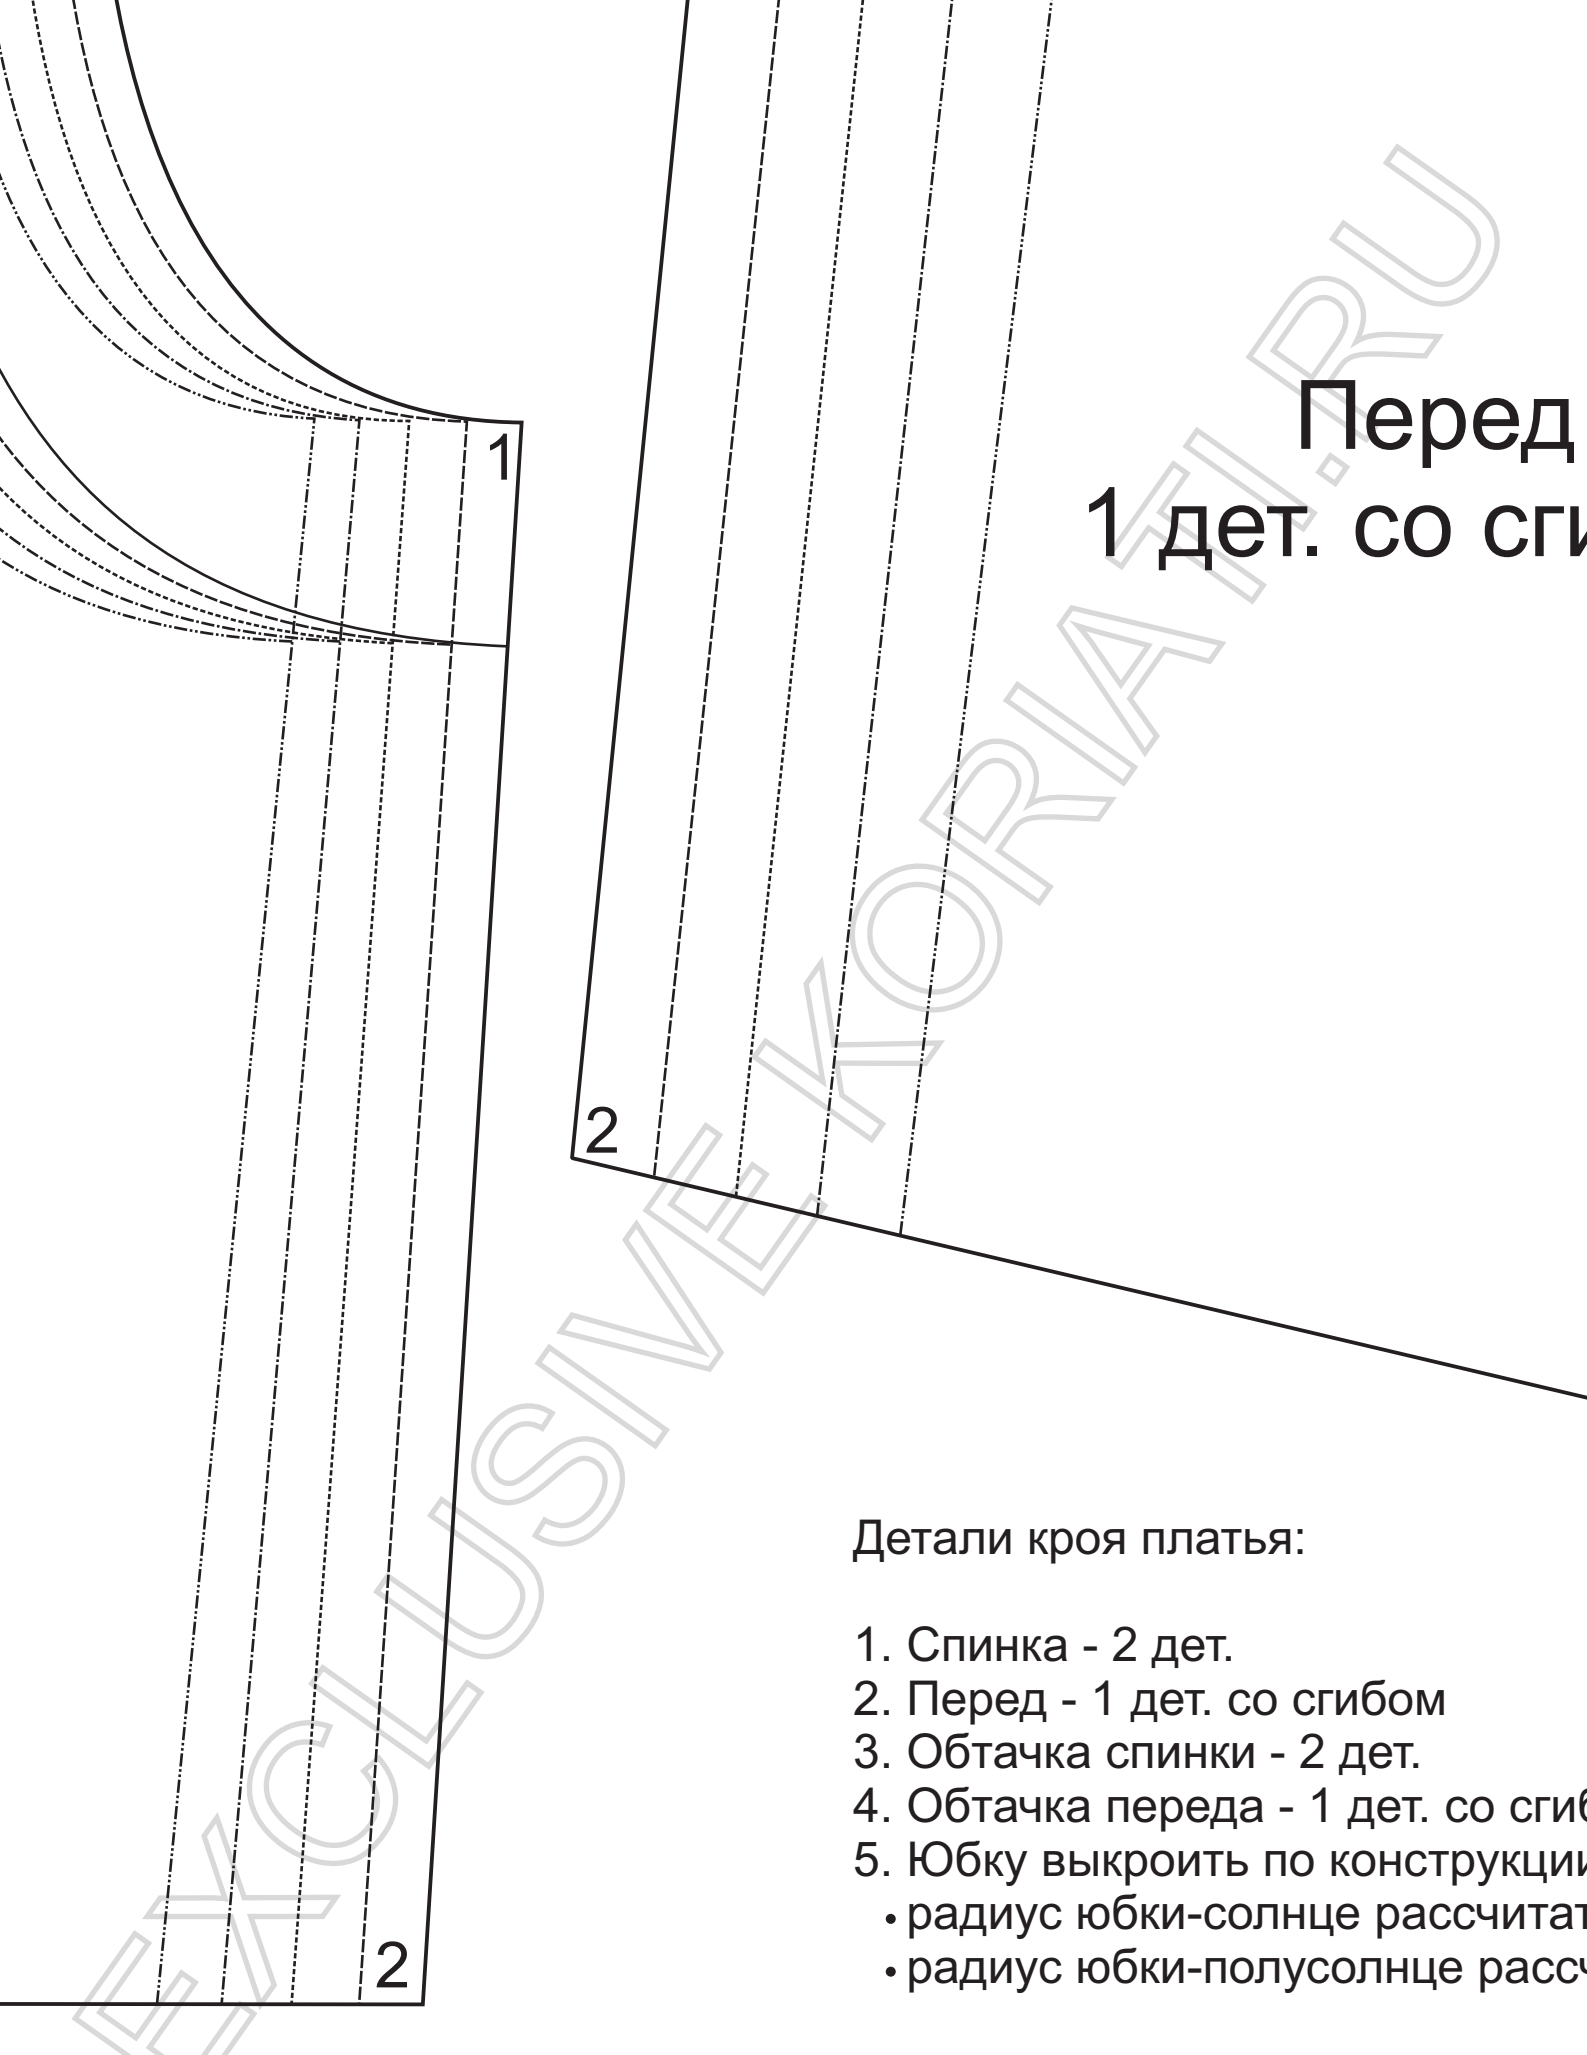 1
Перед
1 дет. со сги
2
Детали кроя платья:
1. Спинка - 2 дет.
2. Перед - 1 дет. со сгибом
3. Обтачка спинки - 2 дет.
4. Обтачка переда - 1 дет. со сгиб
5. Юбку выкроить по конструкции
• радиус юбки-солнце рассчитат
• радиус юбки-полусолнце рассч
2
EXCLUSIVE KORIATI.RU